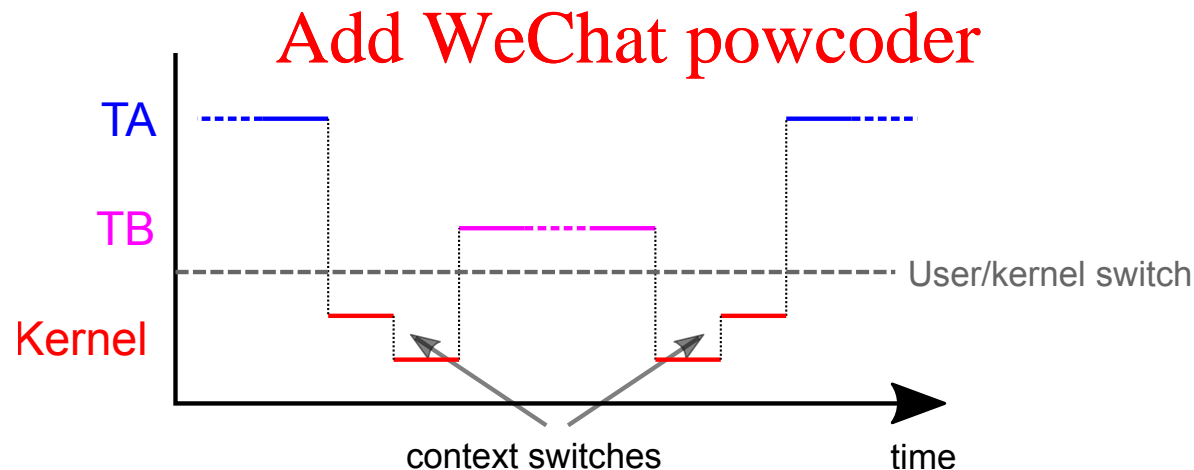 Add WeChat powcoder
TA
TB
User/kernel switch
Kernel
context switches
time